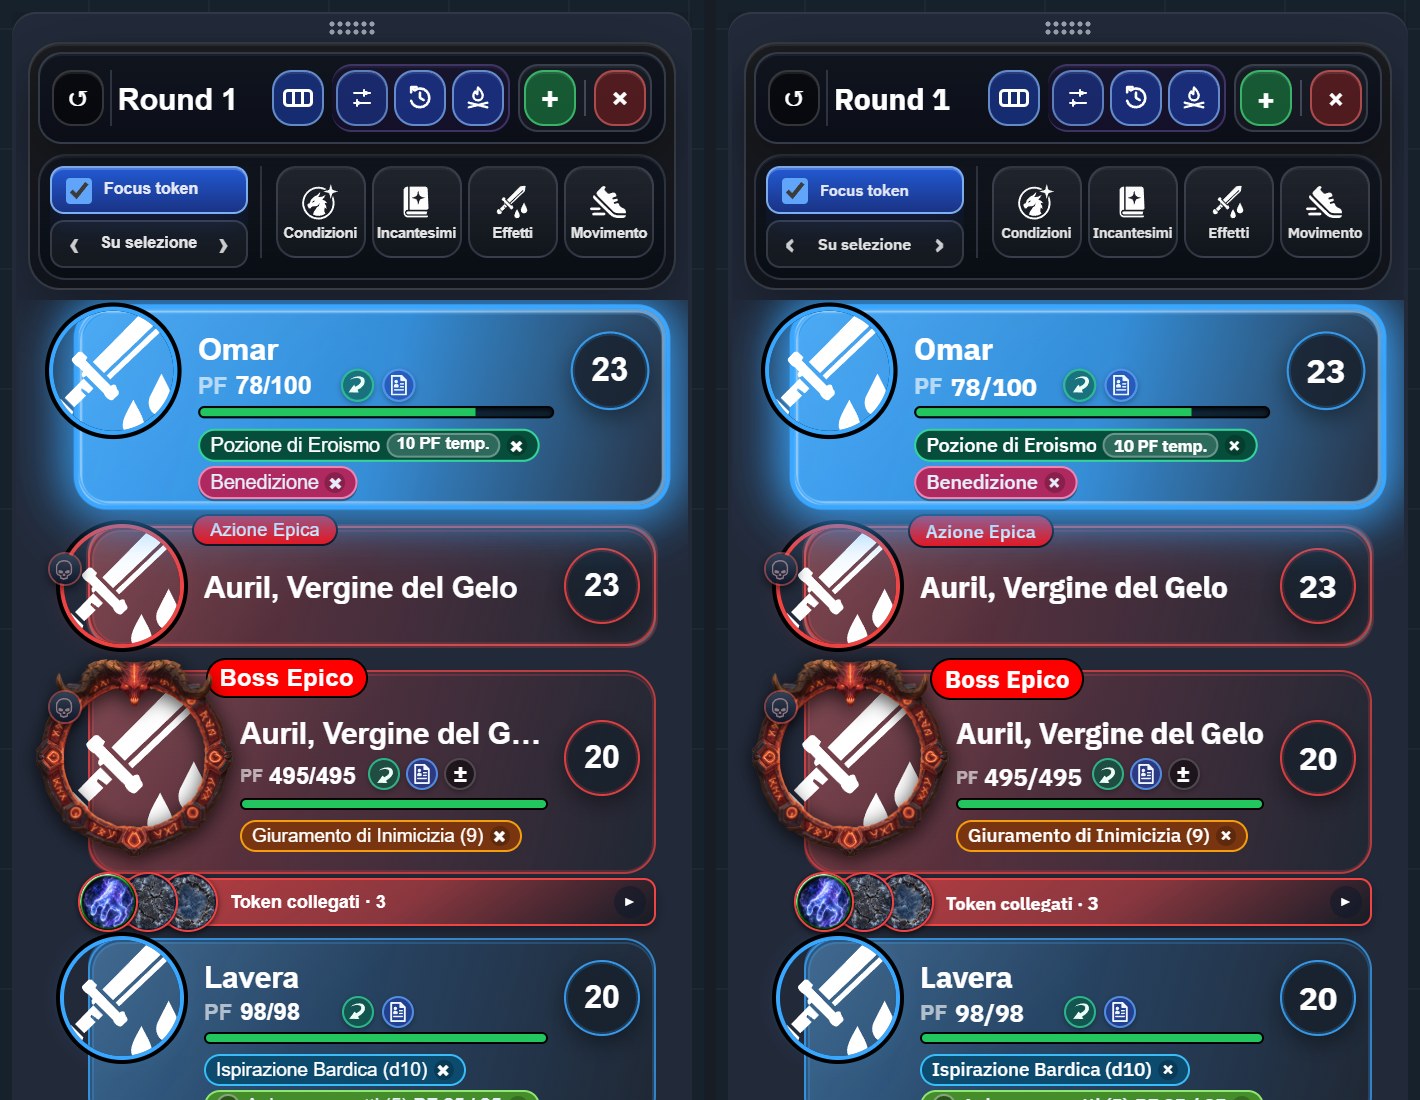 Round 1
Focus token
Su selezione
Condizioni
Incantesimi
Effetti
Movimento
Omar
PF 78/100
23
Pozione di Eroismo 10 PF temp.
Benedizione
Azione Epica
Auril, Vergine del Gelo
23
Boss Epico
Auril, Vergine del G...
PF 495/495
20
Giuramento di Inimicizia (9)
Token collegati · 3
Lavera
PF 98/98
20
Ispirazione Bardica (d10)
Round 1
Focus token
Su selezione
Condizioni
Incantesimi
Effetti
Movimento
Omar
PF 78/100
23
Pozione di Eroismo 10 PF temp.
Benedizione
Azione Epica
Auril, Vergine del Gelo
23
Boss Epico
Auril, Vergine del Gelo
PF 495/495
20
Giuramento di Inimicizia (9)
Token collegati · 3
Lavera
PF 98/98
20
Ispirazione Bardica (d10)